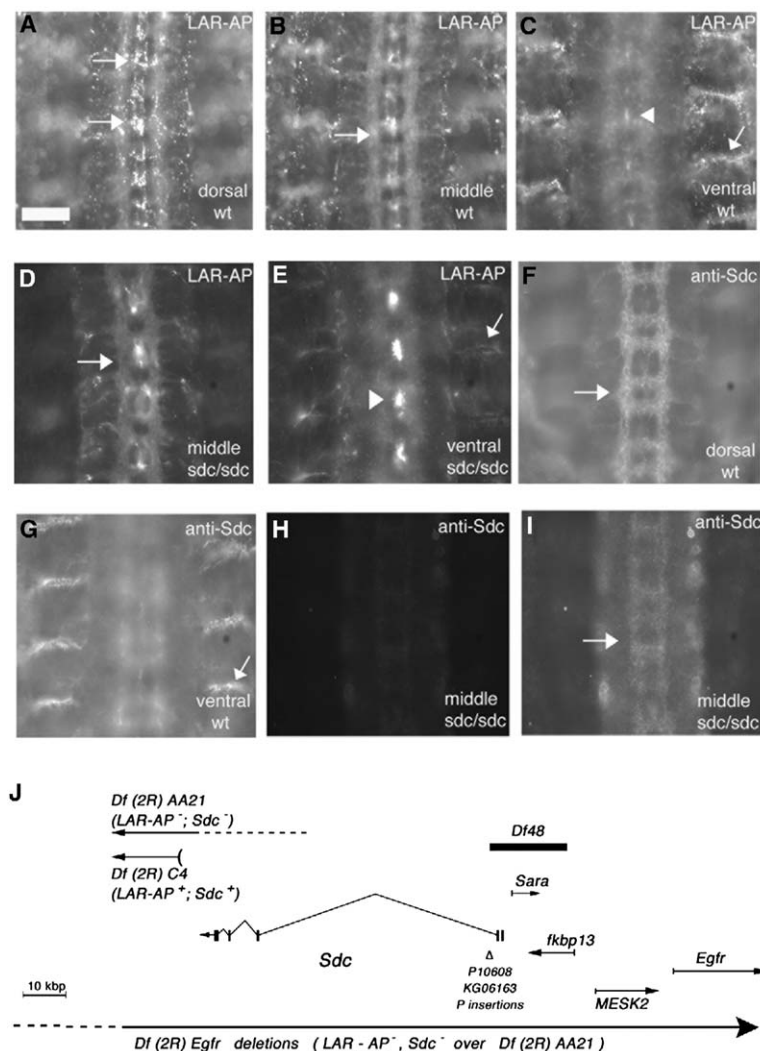 A
LAR-AP
dorsal
wt
B
LAR-AP
middle
wt
C
LAR-AP
ventral
wt
D
LAR-AP
middle
sdc/sdc
E
LAR-AP
ventral
sdc/sdc
F
anti-Sdc
dorsal
wt
G
anti-Sdc
ventral
wt
H
anti-Sdc
middle
sdc/sdc
I
anti-Sdc
middle
sdc/sdc
J
Df (2R) AA21
(LAR-AP⁻; Sdc⁻)
Df (2R) C4
(LAR-AP⁺; Sdc⁺)
Df48
Sara
fkbp13
Sdc
Δ
P10608
KG06163
P insertions
Egfr
MESK2
10 kbp
Df (2R) Egfr deletions (LAR - AP⁻, Sdc⁻ over Df (2R) AA21)